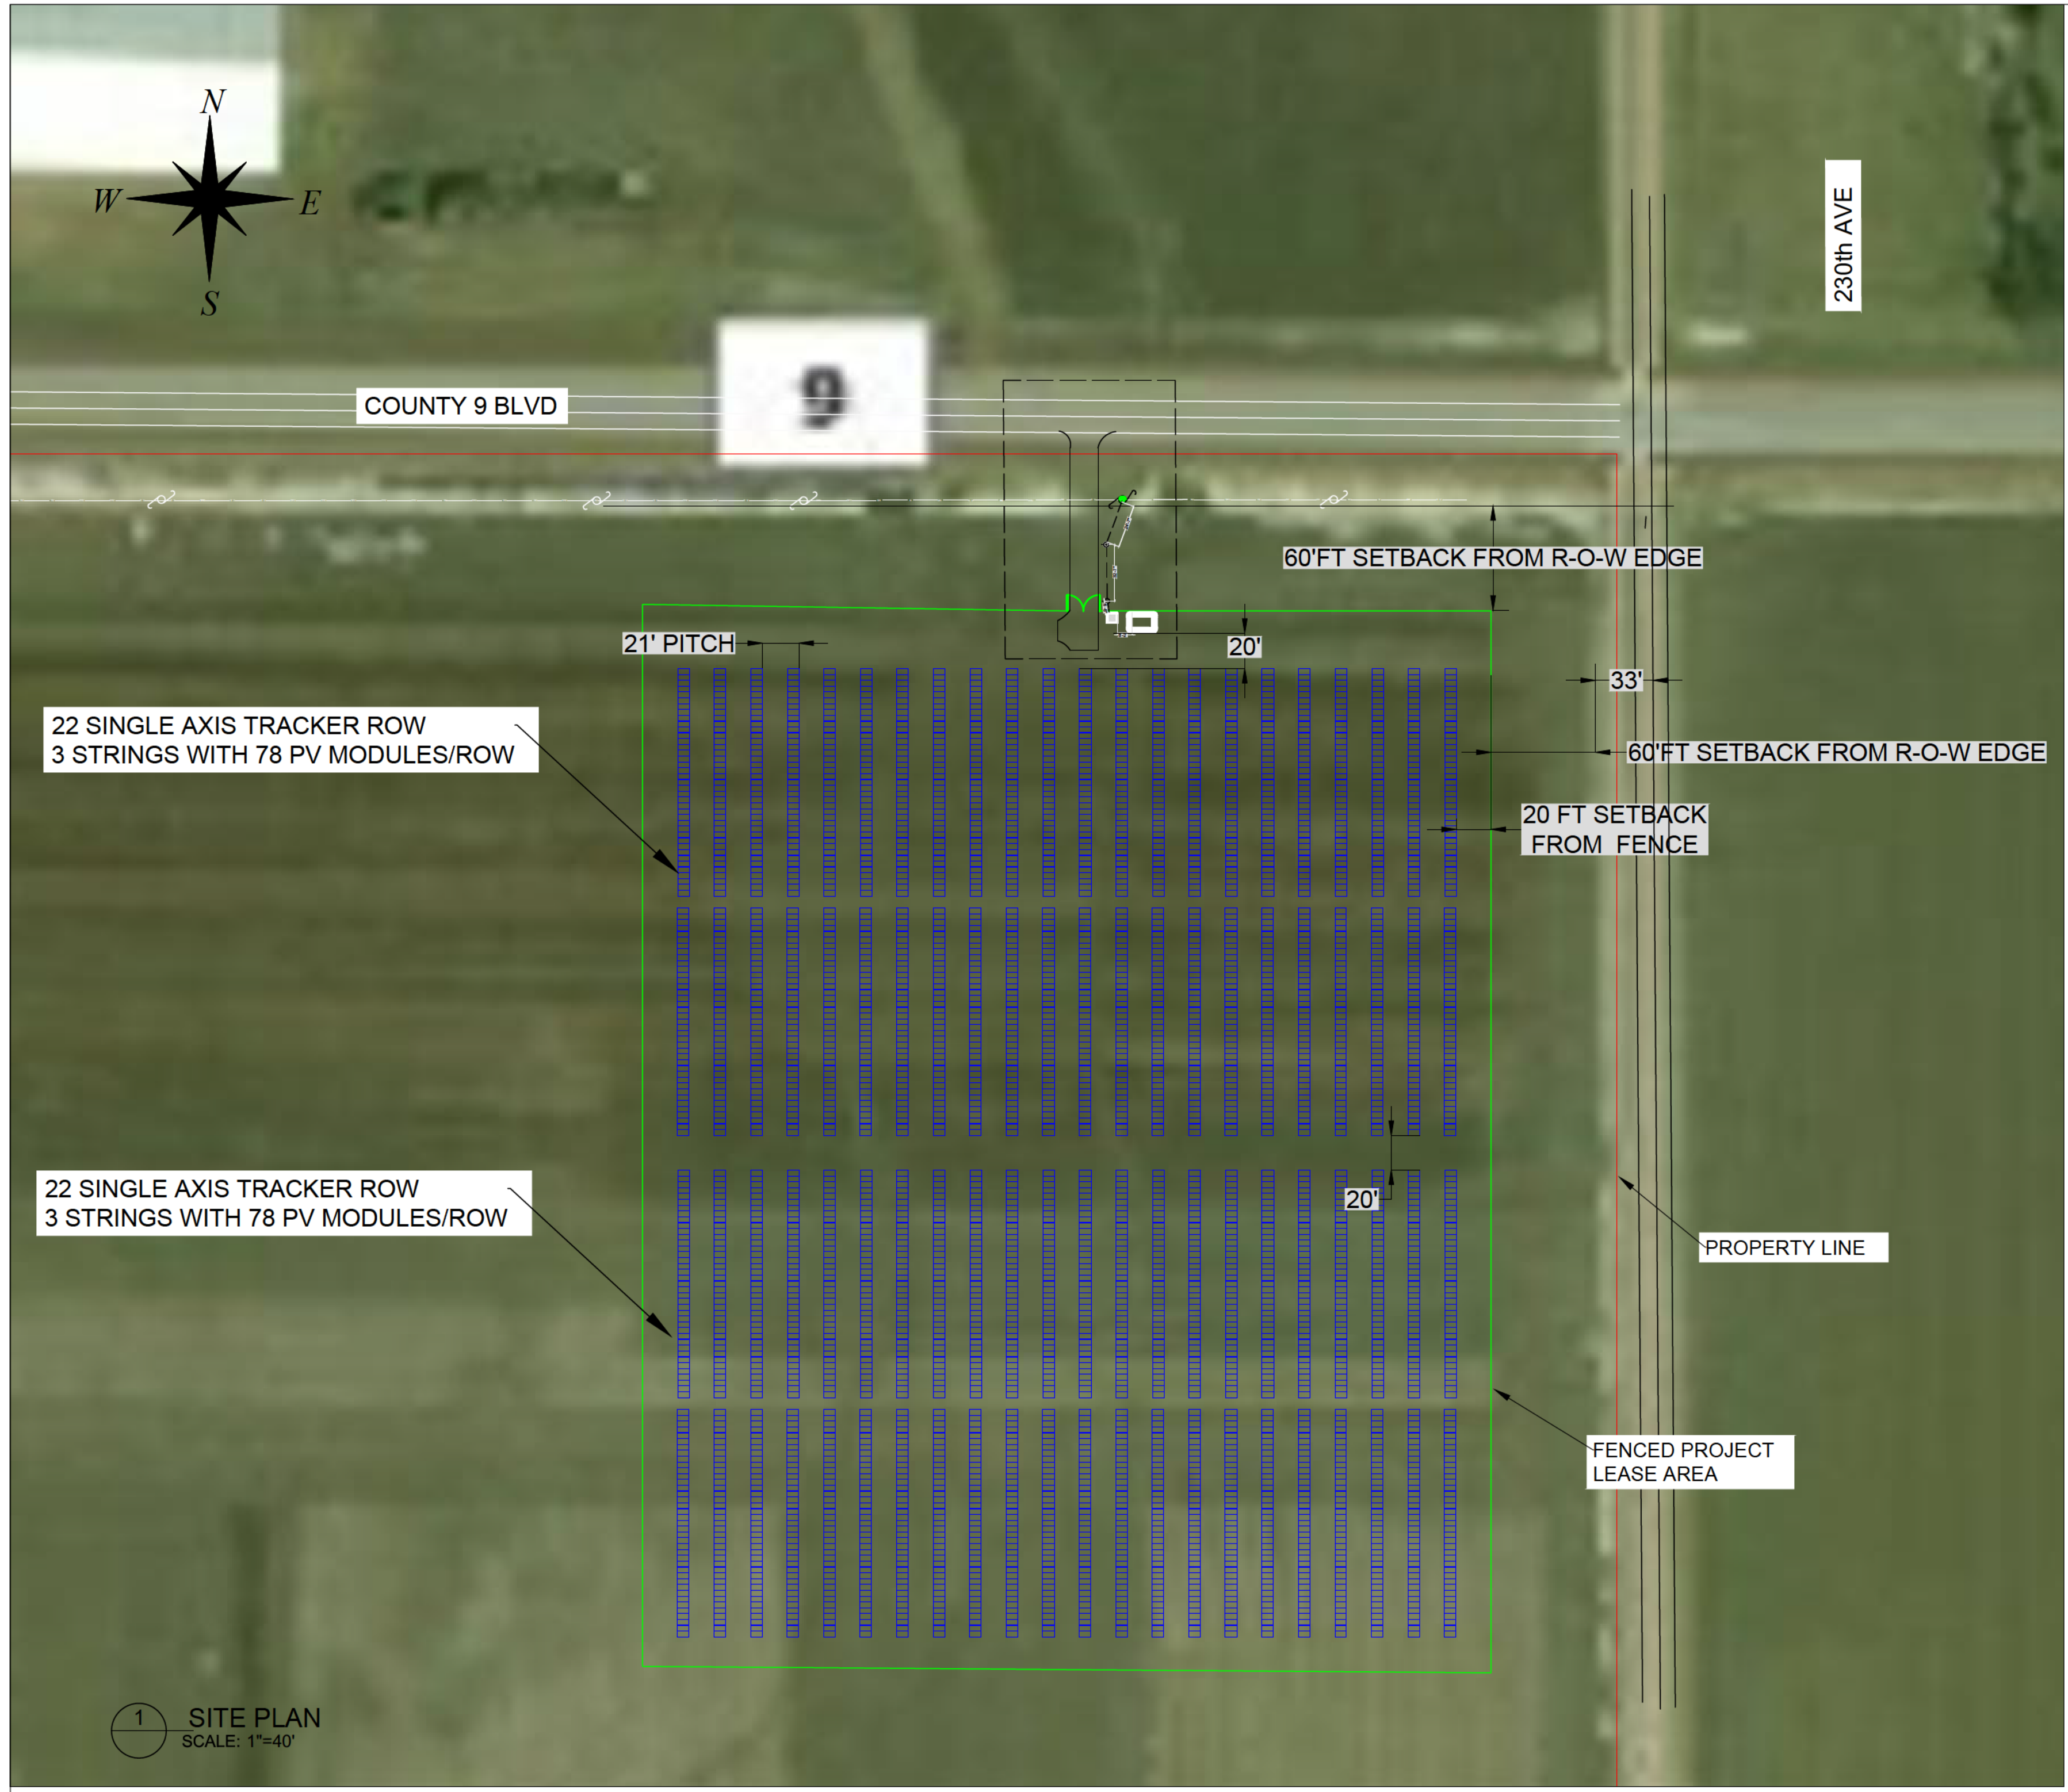 N
W
E
S
230th AVE
COUNTY 9 BLVD
9
60'FT SETBACK FROM R-O-W EDGE
21' PITCH
20'
33'
22 SINGLE AXIS TRACKER ROW
3 STRINGS WITH 78 PV MODULES/ROW
60'FT SETBACK FROM R-O-W EDGE
20 FT SETBACK
FROM FENCE
22 SINGLE AXIS TRACKER ROW
3 STRINGS WITH 78 PV MODULES/ROW
20'
PROPERTY LINE
FENCED PROJECT
LEASE AREA
1
SITE PLAN
SCALE: 1"=40'